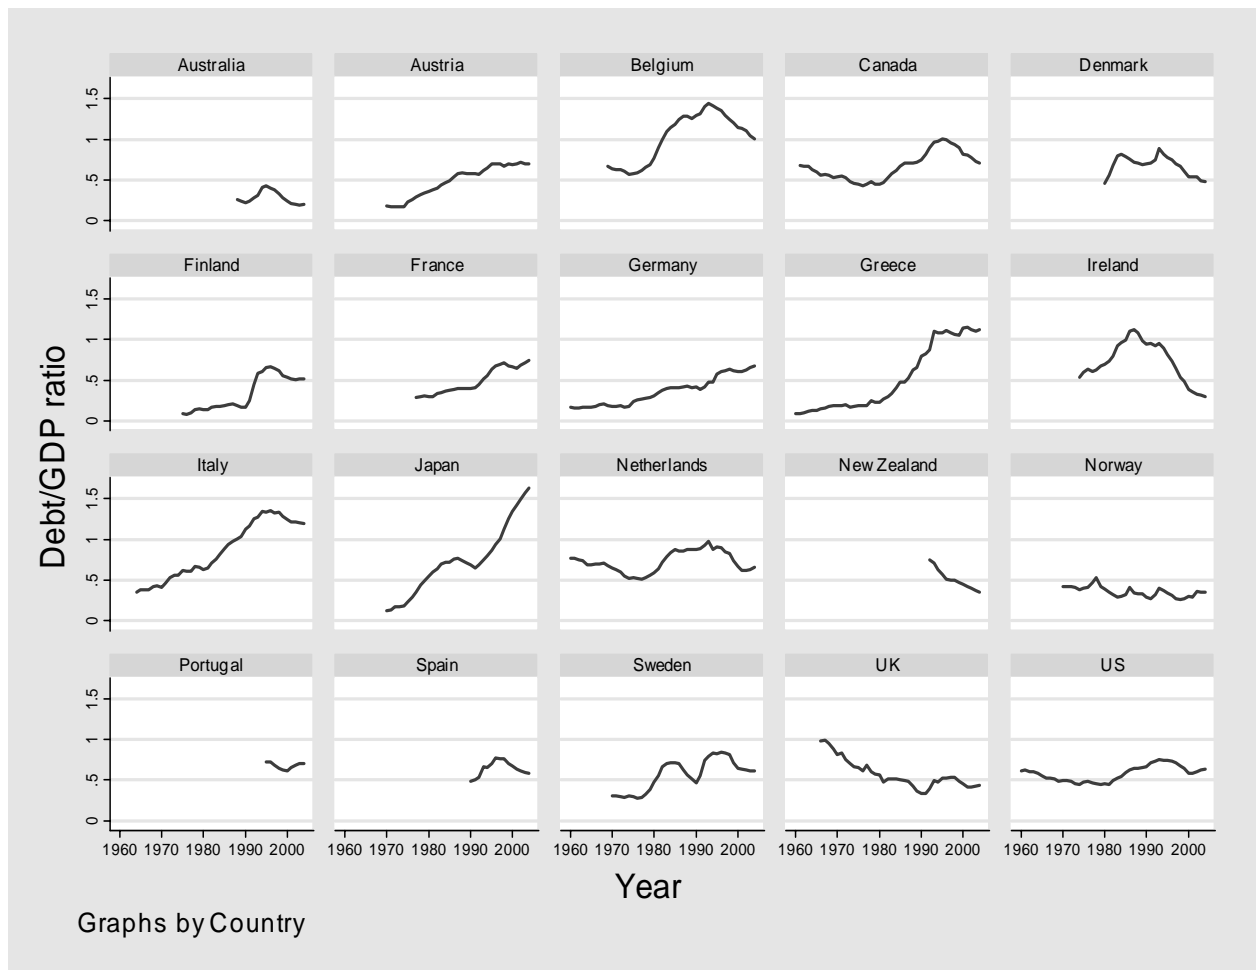 Australia Austria Belgium Canada Denmark
0 .5 1 1.5
Finland France Germany Greece Ireland
0 .5 1 1.5
Italy Japan Netherlands New Zealand Norway
0 .5 1 1.5
Portugal Spain Sweden UK US
0 .5 1 1.5
1960 1970 1980 1990 2000 1960 1970 1980 1990 2000 1960 1970 1980 1990 2000 1960 1970 1980 1990 2000 1960 1970 1980 1990 2000
Debt/GDP ratio
Year
Graphs by Country